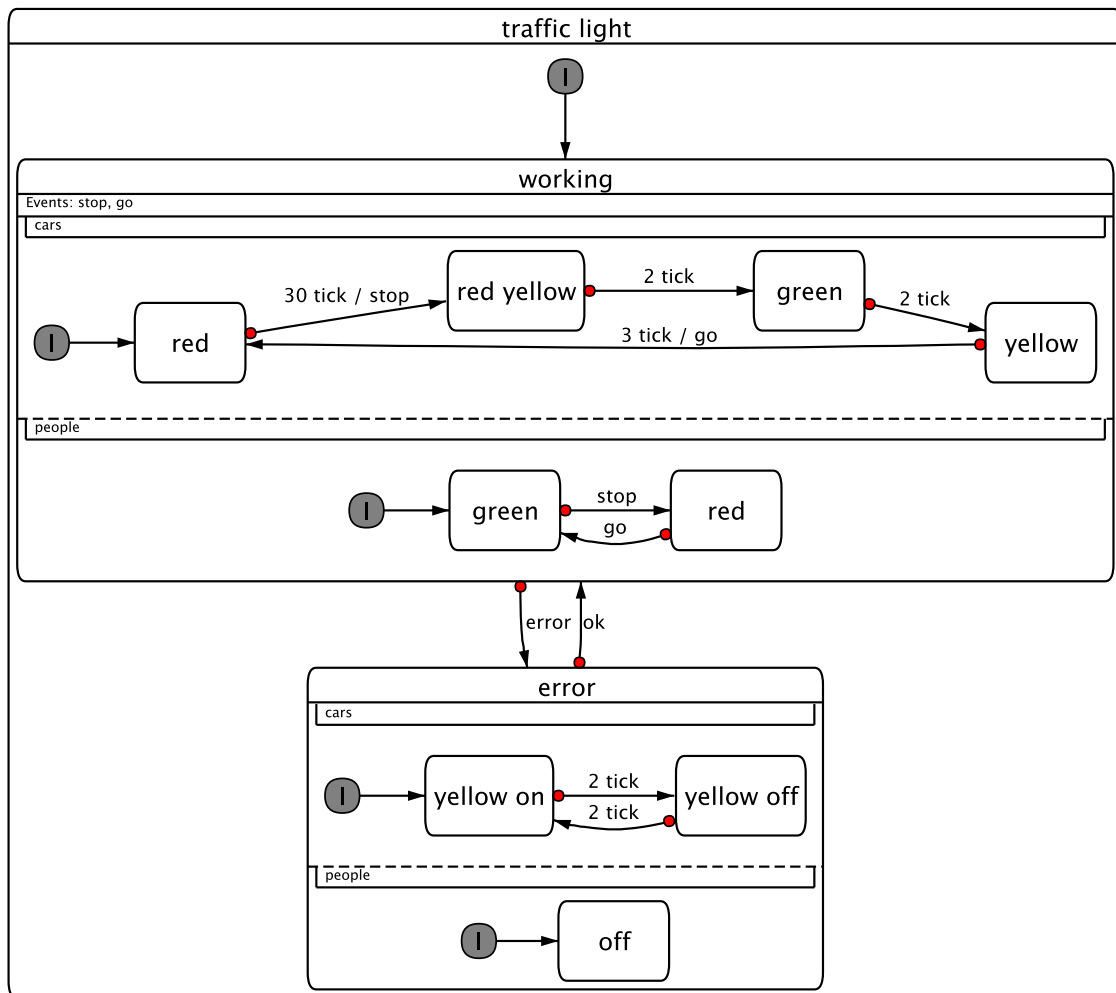 traffic light
I
working
Events: stop, go
cars
30 tick / stop
red yellow
2 tick
green
2 tick
I
red
3 tick / go
yellow
people
I
green
stop
go
red
error
ok
error
cars
I
yellow on
2 tick
2 tick
yellow off
people
I
off